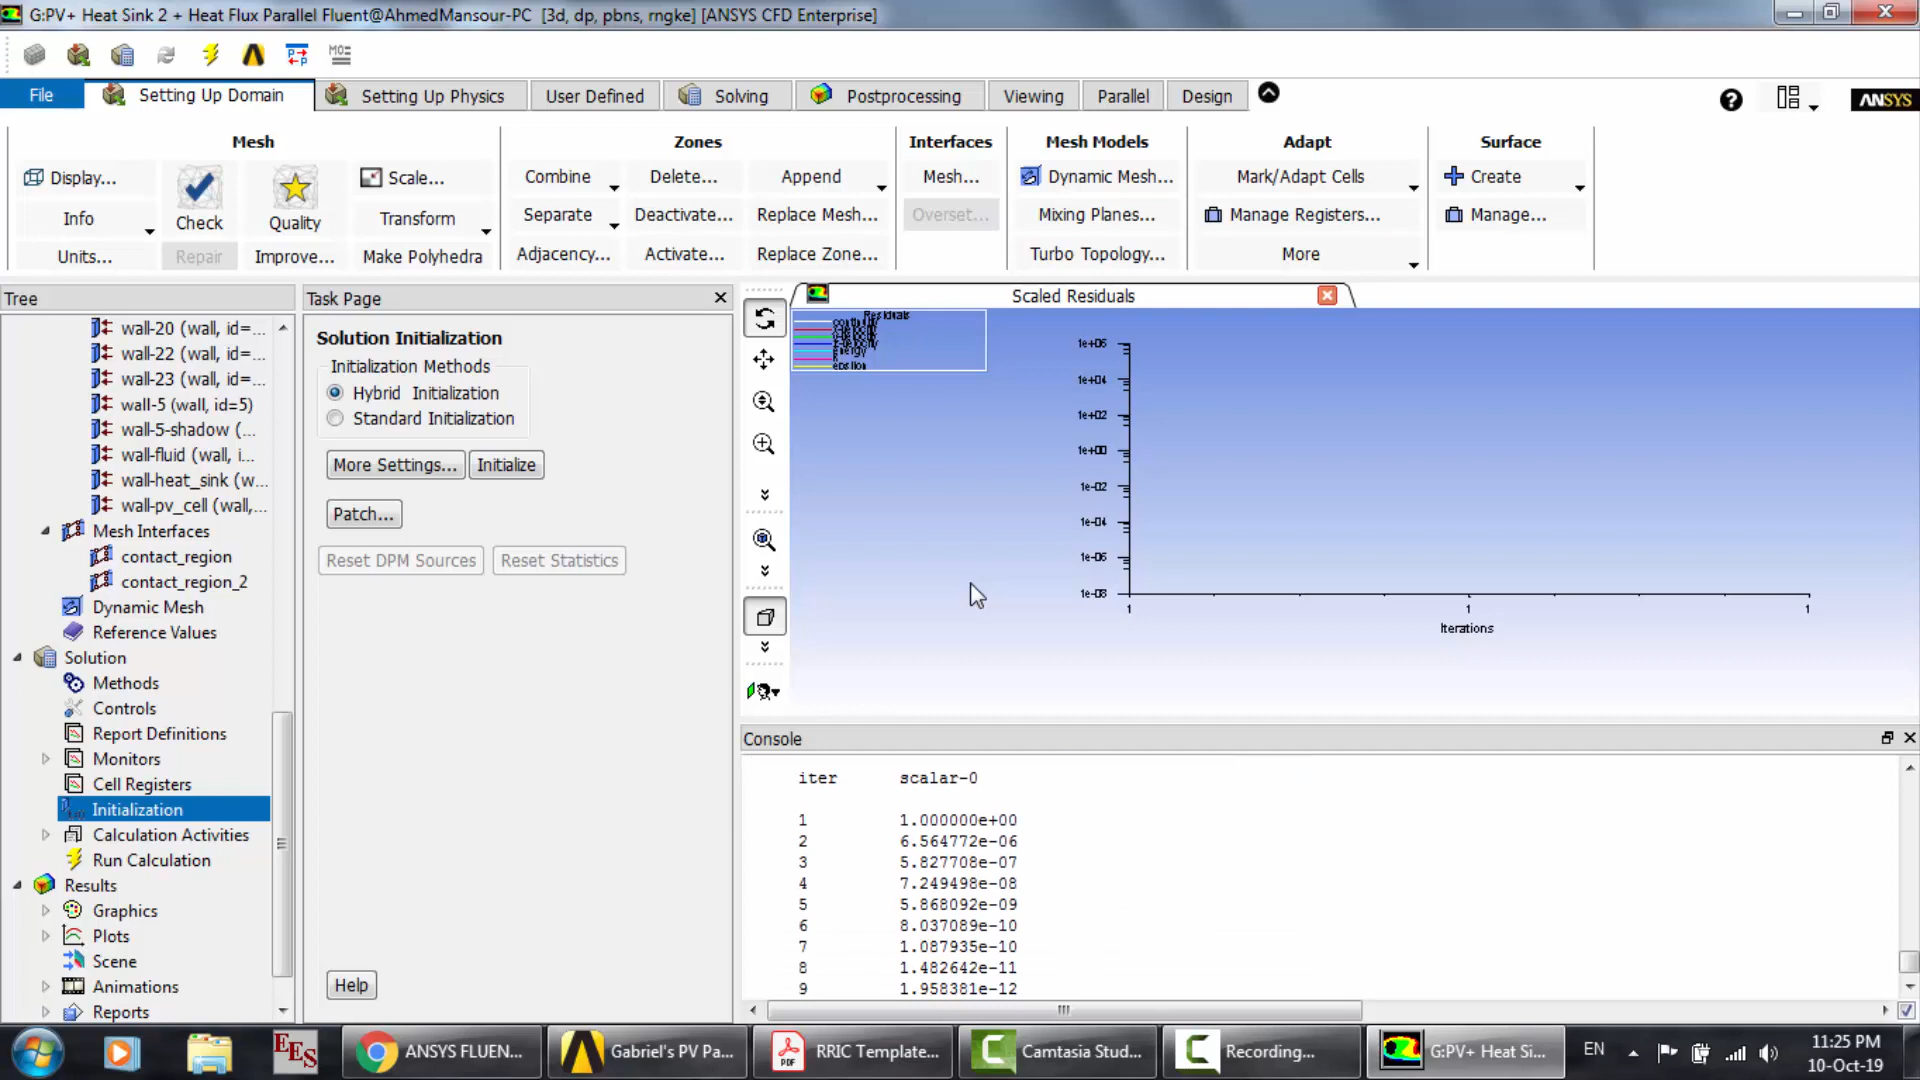 G:PV+ Heat Sink 2 + Heat Flux Parallel Fluent@AhmedMansour-PC [3d, dp, pbns, rngke] [ANSYS CFD Enterprise]
File
Setting Up Domain
Setting Up Physics
User Defined
Solving
Postprocessing
Viewing
Parallel
Design
ANSYS
Mesh
Zones
Interfaces
Mesh Models
Adapt
Surface
Display...
Info
Units...
Check
Repair
Quality
Improve...
Scale...
Transform
Make Polyhedra
Combine
Separate
Adjacency...
Delete...
Deactivate...
Activate...
Append
Replace Mesh...
Replace Zone...
Mesh...
Overset...
Dynamic Mesh...
Mixing Planes...
Turbo Topology...
Mark/Adapt Cells
Manage Registers...
More
Create
Manage...
Tree
wall-20 (wall, id=...
wall-22 (wall, id=...
wall-23 (wall, id=...
wall-5 (wall, id=5)
wall-5-shadow (...
wall-fluid (wall, i...
wall-heat_sink (w...
wall-pv_cell (wall,...
Mesh Interfaces
contact_region
contact_region_2
Dynamic Mesh
Reference Values
Solution
Methods
Controls
Report Definitions
Monitors
Cell Registers
Initialization
Calculation Activities
Run Calculation
Results
Graphics
Plots
Scene
Animations
Reports
Task Page
Solution Initialization
Initialization Methods
Hybrid Initialization
Standard Initialization
More Settings...
Initialize
Patch...
Reset DPM Sources
Reset Statistics
Help
Scaled Residuals
Residuals
continuity
energy
k
epsilon
1e+06
1e+04
1e+02
1e+00
1e-02
1e-04
1e-06
1e-08
1
1
1
Iterations
Console
iter scalar-0
1 1.000000e+00
2 6.564772e-06
3 5.827708e-07
4 7.249498e-08
5 5.868092e-09
6 8.037089e-10
7 1.087935e-10
8 1.482642e-11
9 1.958381e-12
EES
ANSYS FLUEN...
Gabriel's PV Pa...
RRIC Template...
Camtasia Stud...
Recording...
G:PV+ Heat Si...
EN
11:25 PM
10-Oct-19